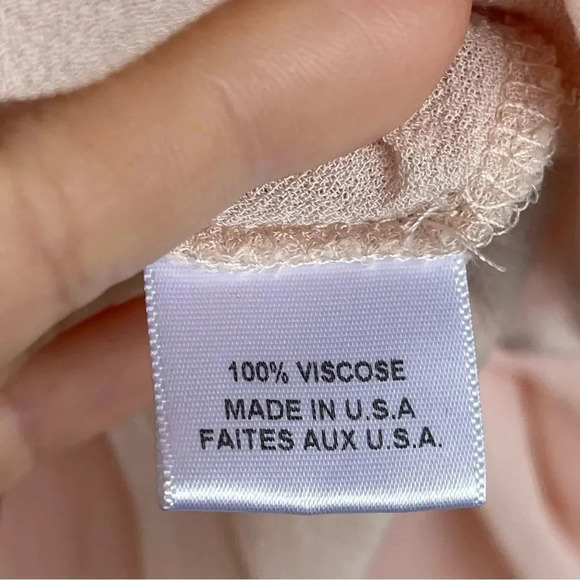 100% VISCOSE
MADE IN U.S.A
FAITES AUX U.S.A.